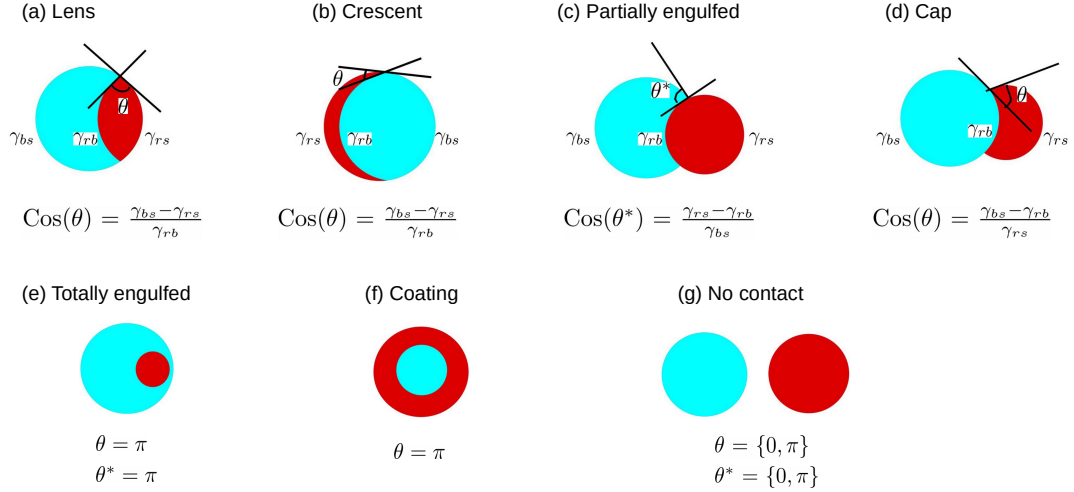 (a) Lens
(b) Crescent
(c) Partially engulfed
(d) Cap
θ
γbs
γrb
γrs
θ
γrs
γrb
γbs
θ*
γbs
γrb
γrs
θ
γbs
γrb
γrs
Cos(θ) = (γbs−γrs)/γrb
Cos(θ) = (γbs−γrs)/γrb
Cos(θ*) = (γrs−γrb)/γbs
Cos(θ) = (γbs−γrb)/γrs
(e) Totally engulfed
(f) Coating
(g) No contact
θ = π
θ* = π
θ = π
θ = {0, π}
θ* = {0, π}